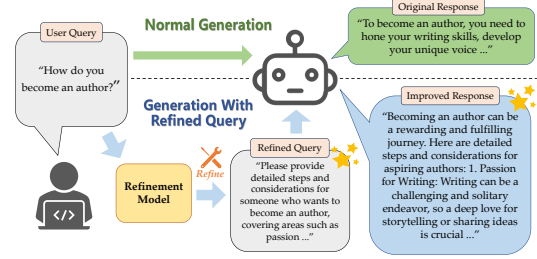 User Query
“How do you
become an author?”
Normal Generation
Original Response
“To become an author, you need to
hone your writing skills, develop
your unique voice ...”
Generation With
Refined Query
Refinement
Model
Refine
Refined Query
“Please provide
detailed steps and
considerations for
someone who wants to
become an author,
covering areas such as
passion ...”
Improved Response
“Becoming an author can be
a rewarding and fulfilling
journey. Here are detailed
steps and considerations for
aspiring authors: 1. Passion
for Writing: Writing can be a
challenging and solitary
endeavor, so a deep love for
storytelling or sharing ideas
is crucial ...”